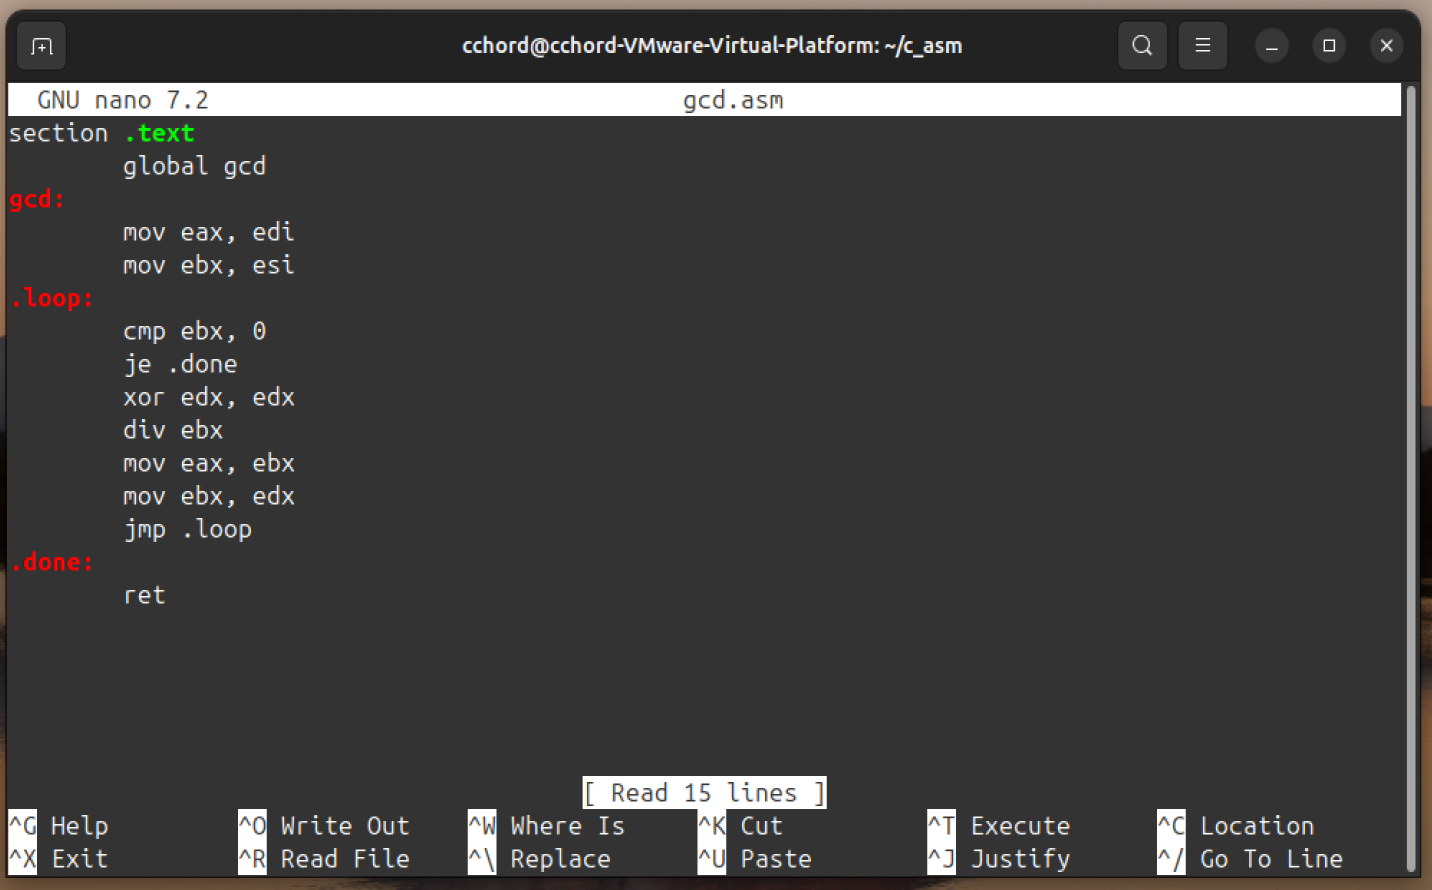 cchord@cchord-VMware-Virtual-Platform: ~/c_asm
GNU nano 7.2 gcd.asm
section .text
global gcd
gcd:
mov eax, edi
mov ebx, esi
.loop:
cmp ebx, 0
je .done
xor edx, edx
div ebx
mov eax, ebx
mov ebx, edx
jmp .loop
.done:
ret
[ Read 15 lines ]
^G Help ^O Write Out ^W Where Is ^K Cut ^T Execute ^C Location
^X Exit ^R Read File ^\ Replace ^U Paste ^J Justify ^/ Go To Line